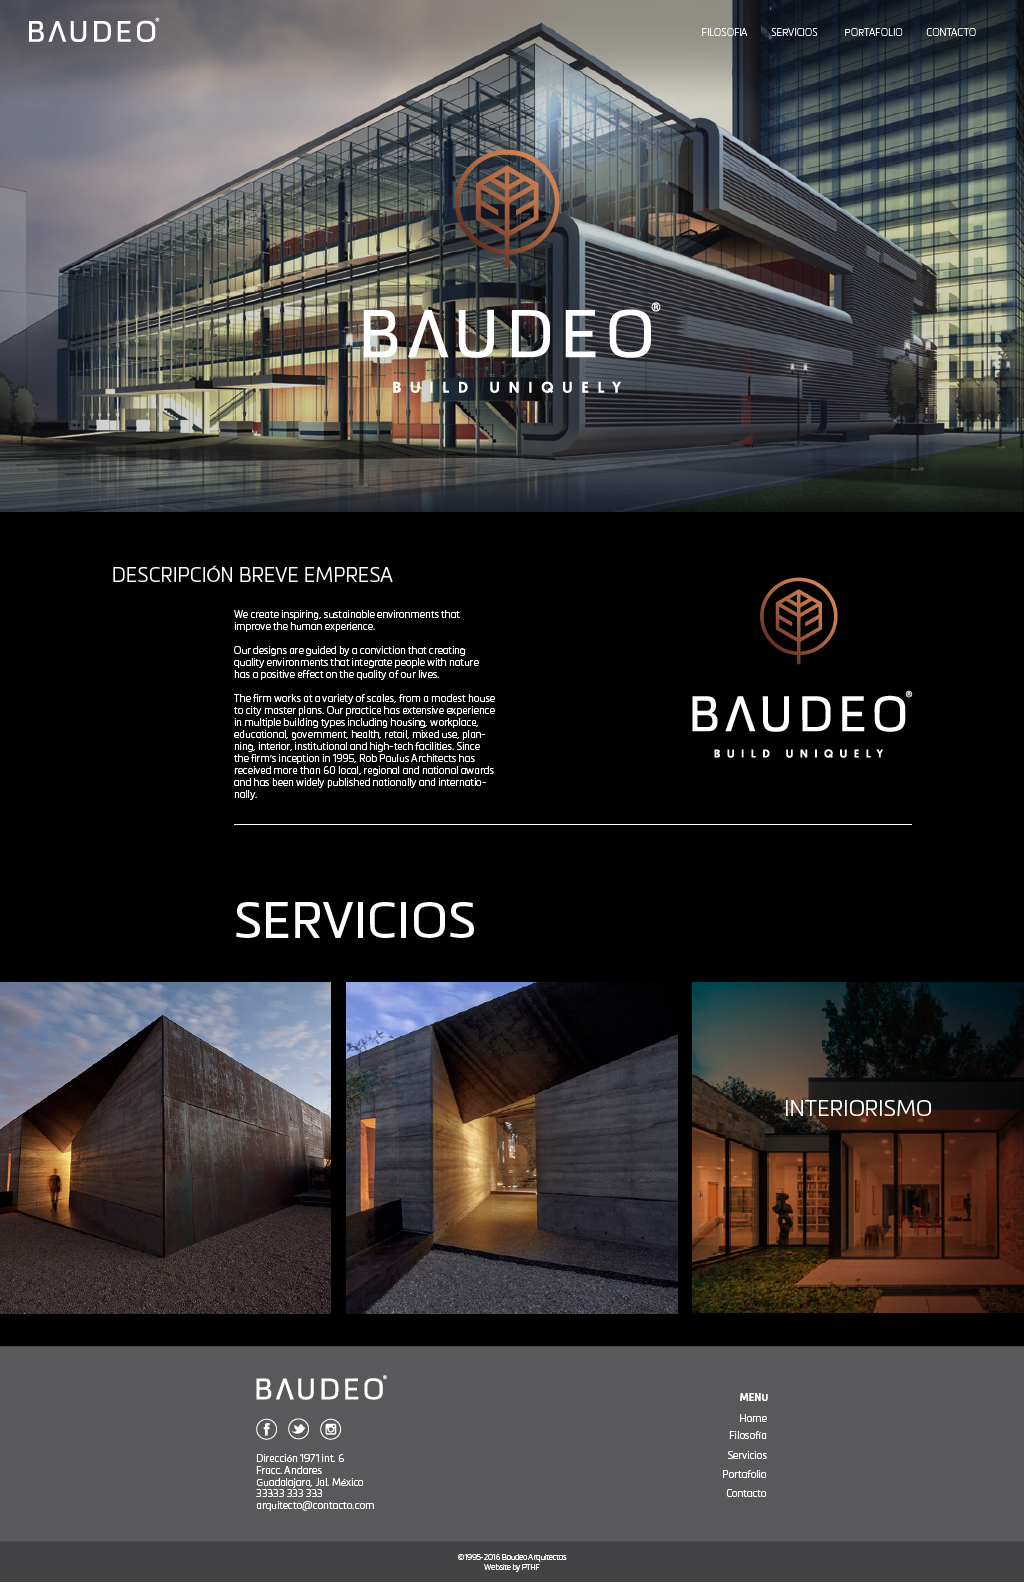 BAUDEO®
FILOSOFIA SERVICIOS PORTAFOLIO CONTACTO
BAUDEO®
BUILD UNIQUELY
DESCRIPCIÓN BREVE EMPRESA
We create inspiring, sustainable environments that
improve the human experience.
Our designs are guided by a conviction that creating
quality environments that integrate people with nature
has a positive effect on the quality of our lives.
The firm works at a variety of scales, from a modest house
to city master plans. Our practice has extensive experience
in multiple building types including housing, workplace,
educational, government, health, retail, mixed use, plan-
ning, interior, institutional and high-tech facilities. Since
the firm's inception in 1995, Rob Paulus Architects has
received more than 60 local, regional and national awards
and has been widely published nationally and internatio-
nally.
BAUDEO®
BUILD UNIQUELY
SERVICIOS
INTERIORISMO
BAUDEO®
Dirección 1971 int. 6
Fracc. Andares
Guadalajara, Jal. México
33333 333 333
arquitecto@contacto.com
MENU
Home
Filosofía
Servicios
Portafolio
Contacto
©1995-2016 Baudeo Arquitectos
Website by PTHF